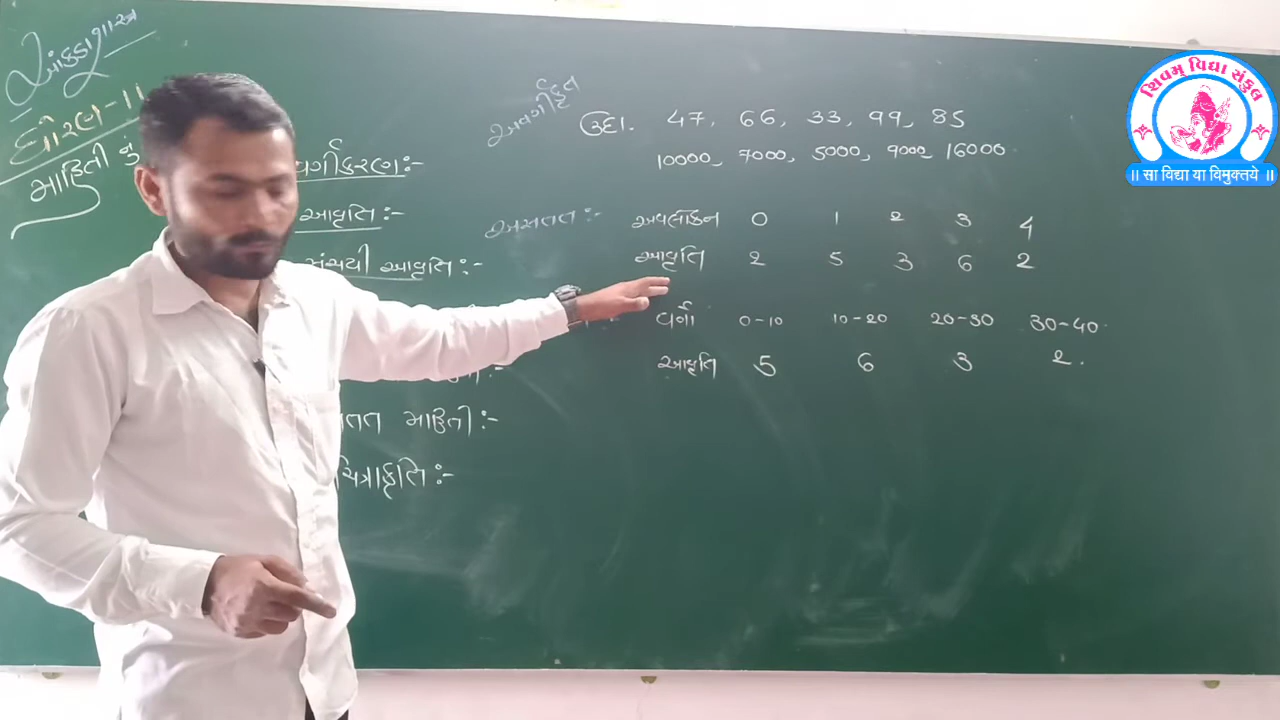 આંકડાશાસ્ત્ર
ધોરણ-11
માહિતીનું
વર્ગીકરણ:-
આવૃત્તિ:-
સંચયી આવૃતિ:-
માહિતી:-
ચિત્રાકૃતિ:-
અવર્ગીકૃત
ઉદા. 47, 66, 33, 99, 85
10000, 7000, 5000, 9000 16000
અસતત:- અવલોકન 0 1 2 3 4
આવૃતિ 2 5 3 6 2
વર્ગ 0-10 10-20 20-30 30-40
આવૃતિ 5 6 3 2.
શિવમ્ વિદ્યા સંકુલ
॥ सा विद्या या विमुक्तये ॥